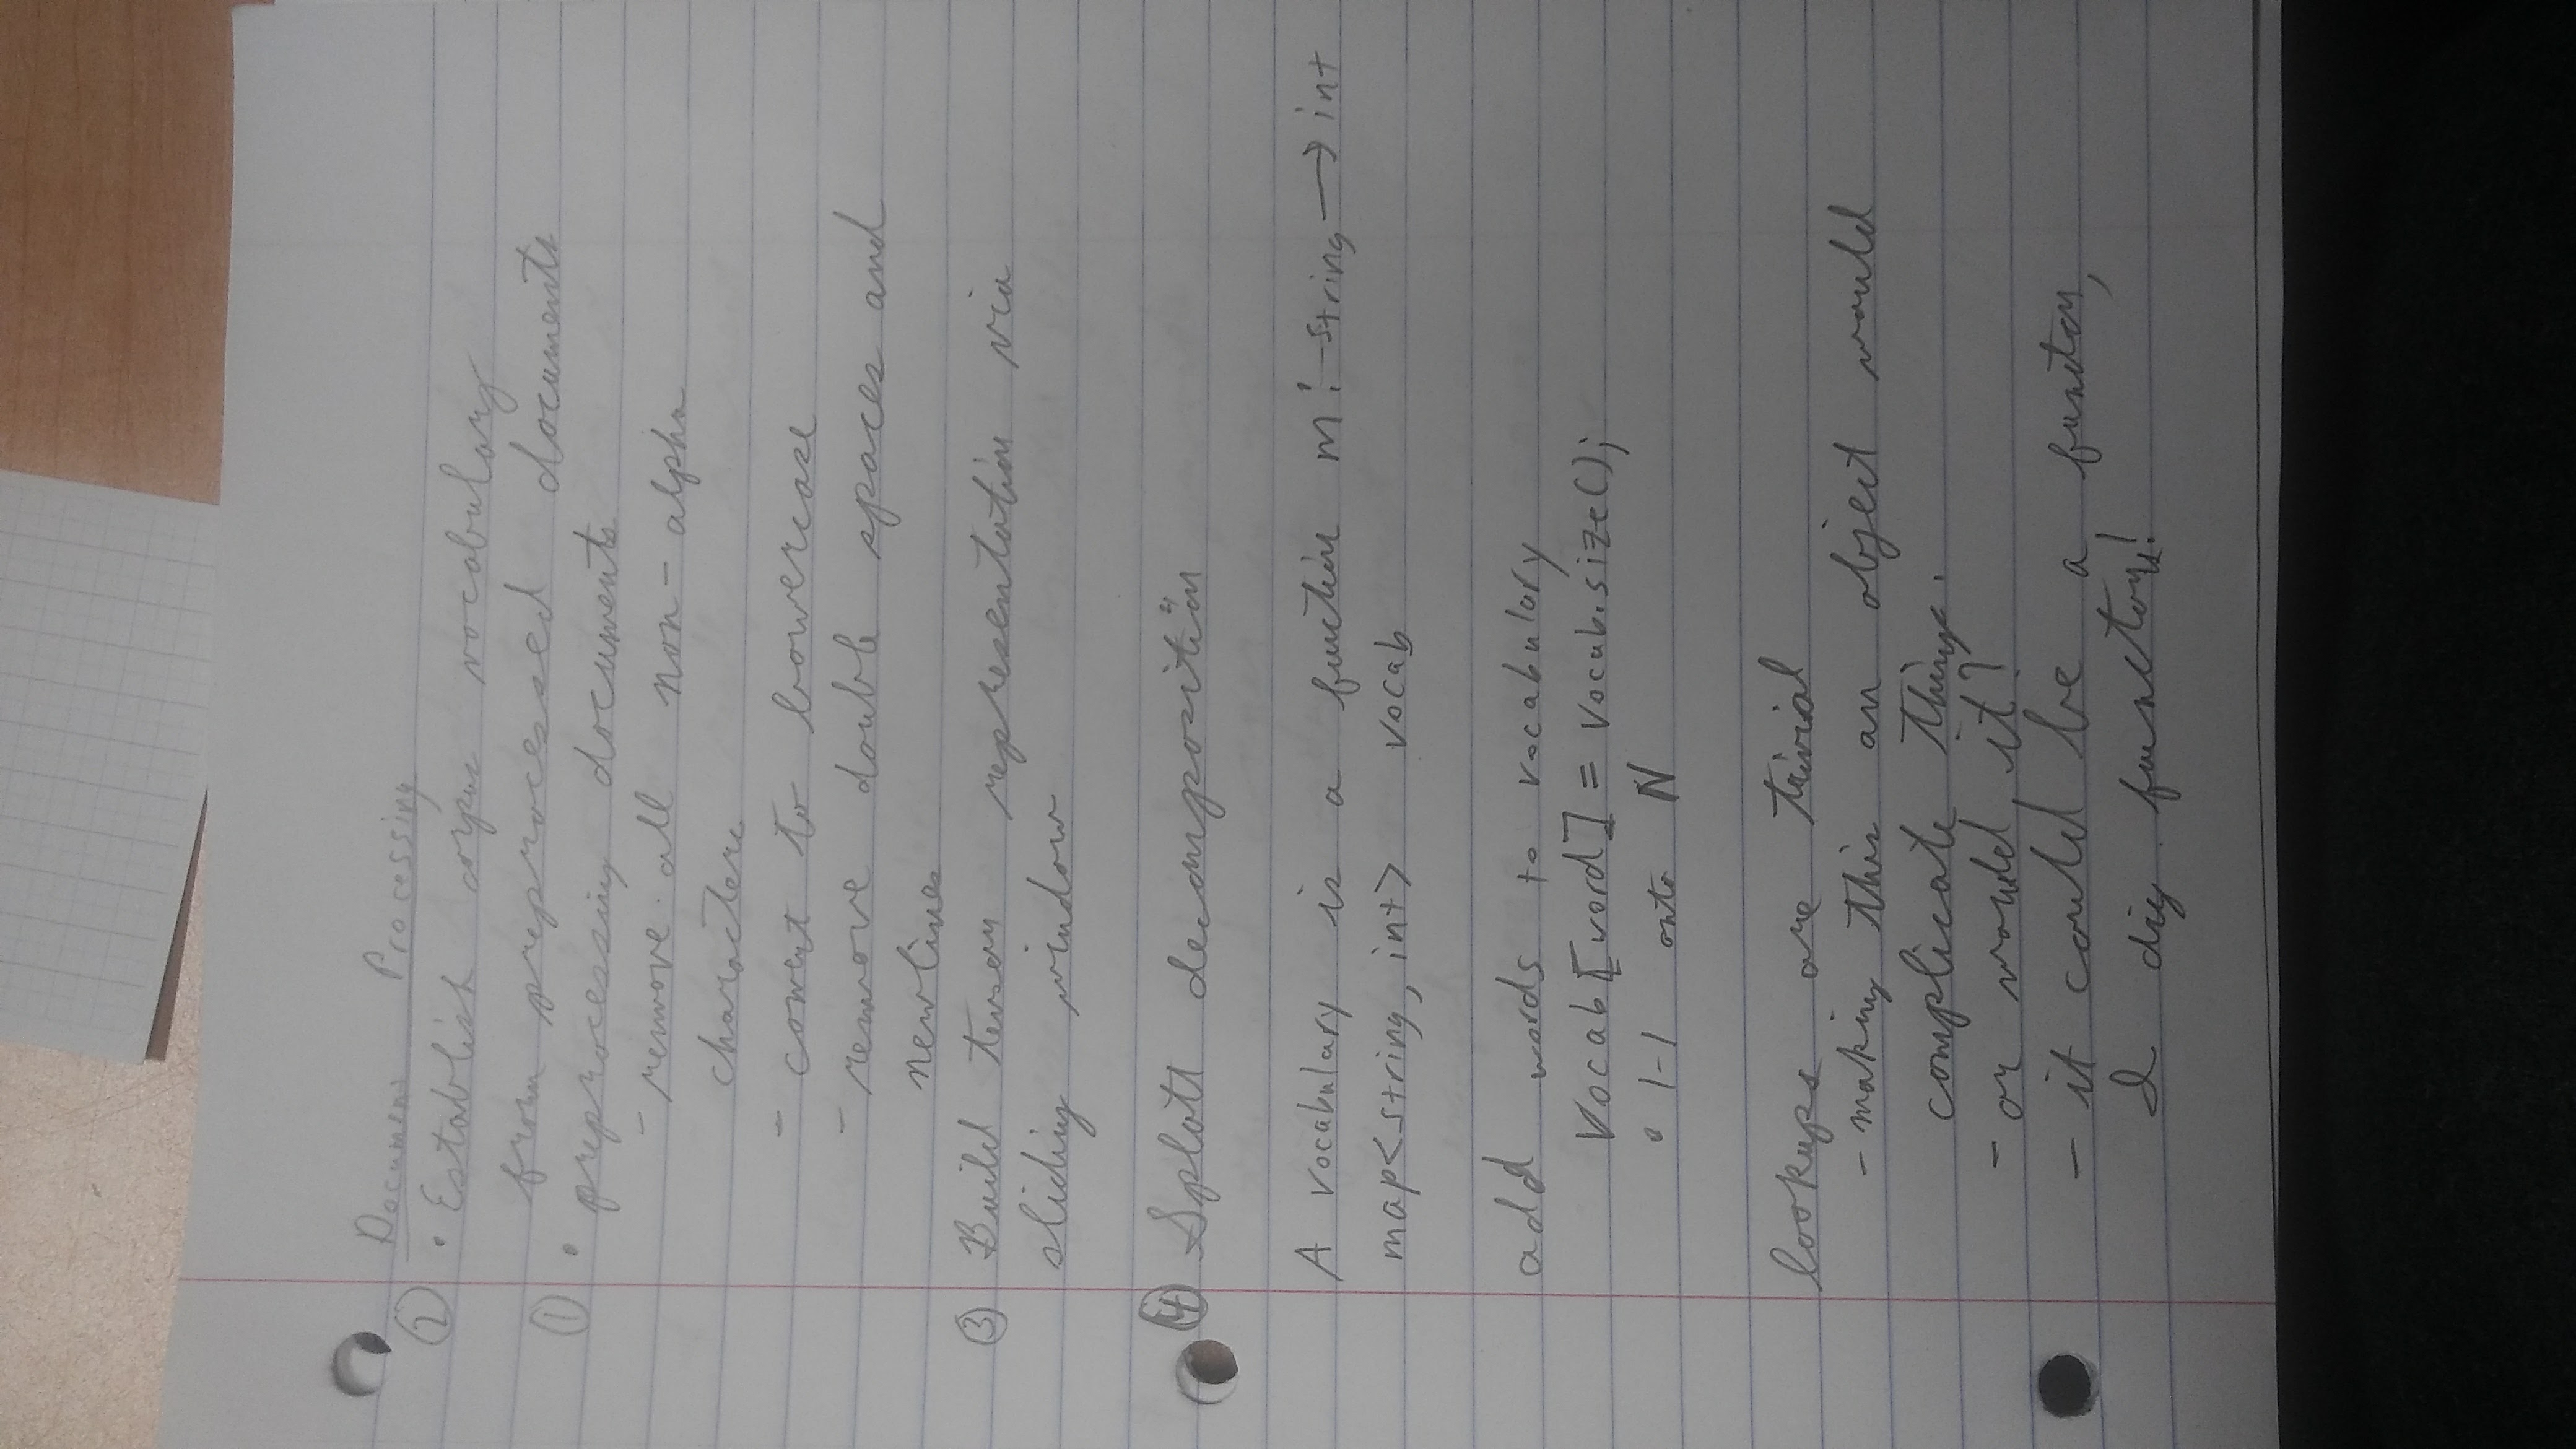 Document Processing
② • Establish corpus vocabulary
from preprocessed documents
① • preprocessing documents
- remove all non-alpha
characters
- convert to lowercase
- remove double spaces and
newlines
③ Build tensor representation via
sliding window
④ Splatt decomposition
A vocabulary is a function m: string → int
map<string, int> vocab
add words to vocabulary
Vocab[word] = vocab.size();
• 1-1 onto N
lookups are trivial
- making this an object would
complicate things.
- or would it?
- it could be a functor,
I dig functors!